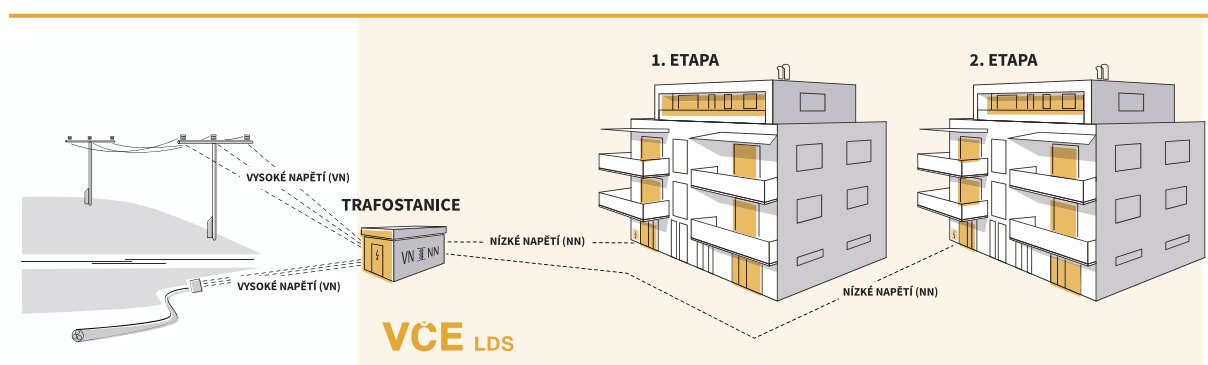 1. ETAPA
2. ETAPA
VYSOKÉ NAPĚTÍ (VN)
TRAFOSTANICE
NÍZKÉ NAPĚTÍ (NN)
VN NN
VYSOKÉ NAPĚTÍ (VN)
NÍZKÉ NAPĚTÍ (NN)
VČE LDS